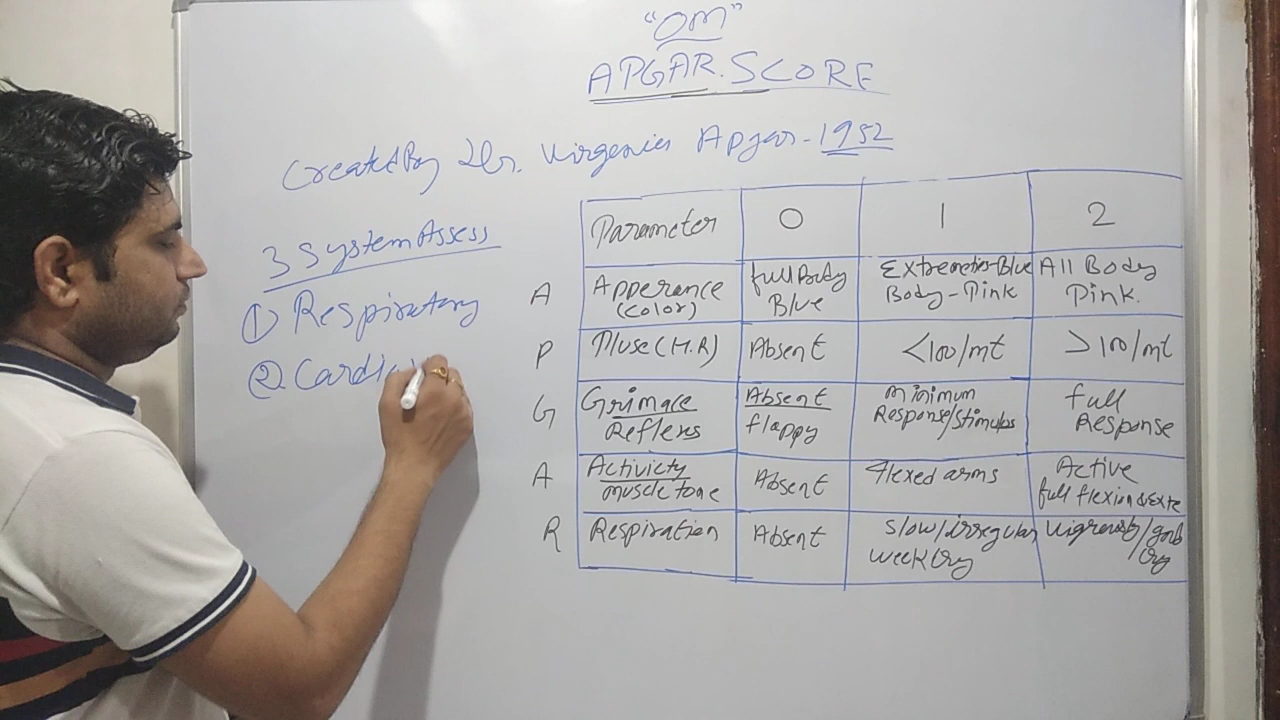 "OM"
APGAR.SCORE
Created By Dr. Virgenies Apgar-1952
3 System Assess
① Respiratory
②. Cardi
Parameter 0 1 2
A Apperance (color) full Body Blue Extremeties-Blue Body-Pink All Body Pink.
P Pluse (H.R) Absent <100/mt >100/mt
G Grimace/Reflexes Absent/flappy minimum Response/stimulus full Response
A Activicty/muscle tone Absent flexed arms Active full flexion & Exte
R Respiration Absent slow/irregular week Cry Vigrously/good Cry